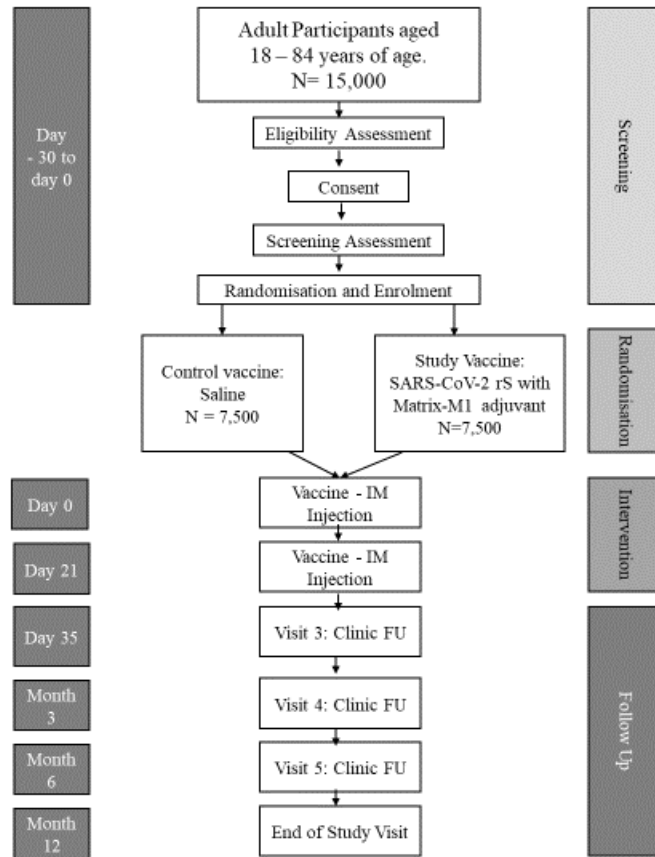 Adult Participants aged
18 – 84 years of age.
N= 15,000
Day
- 30 to
day 0
Screening
Eligibility Assessment
Consent
Screening Assessment
Randomisation and Enrolment
Control vaccine:
Saline
N = 7,500
Study Vaccine:
SARS-CoV-2 rS with
Matrix-M1 adjuvant
N=7,500
Randomisation
Day 0
Vaccine - IM
Injection
Intervention
Day 21
Vaccine - IM
Injection
Day 35
Visit 3: Clinic FU
Follow Up
Month
3
Visit 4: Clinic FU
Month
6
Visit 5: Clinic FU
Month
12
End of Study Visit